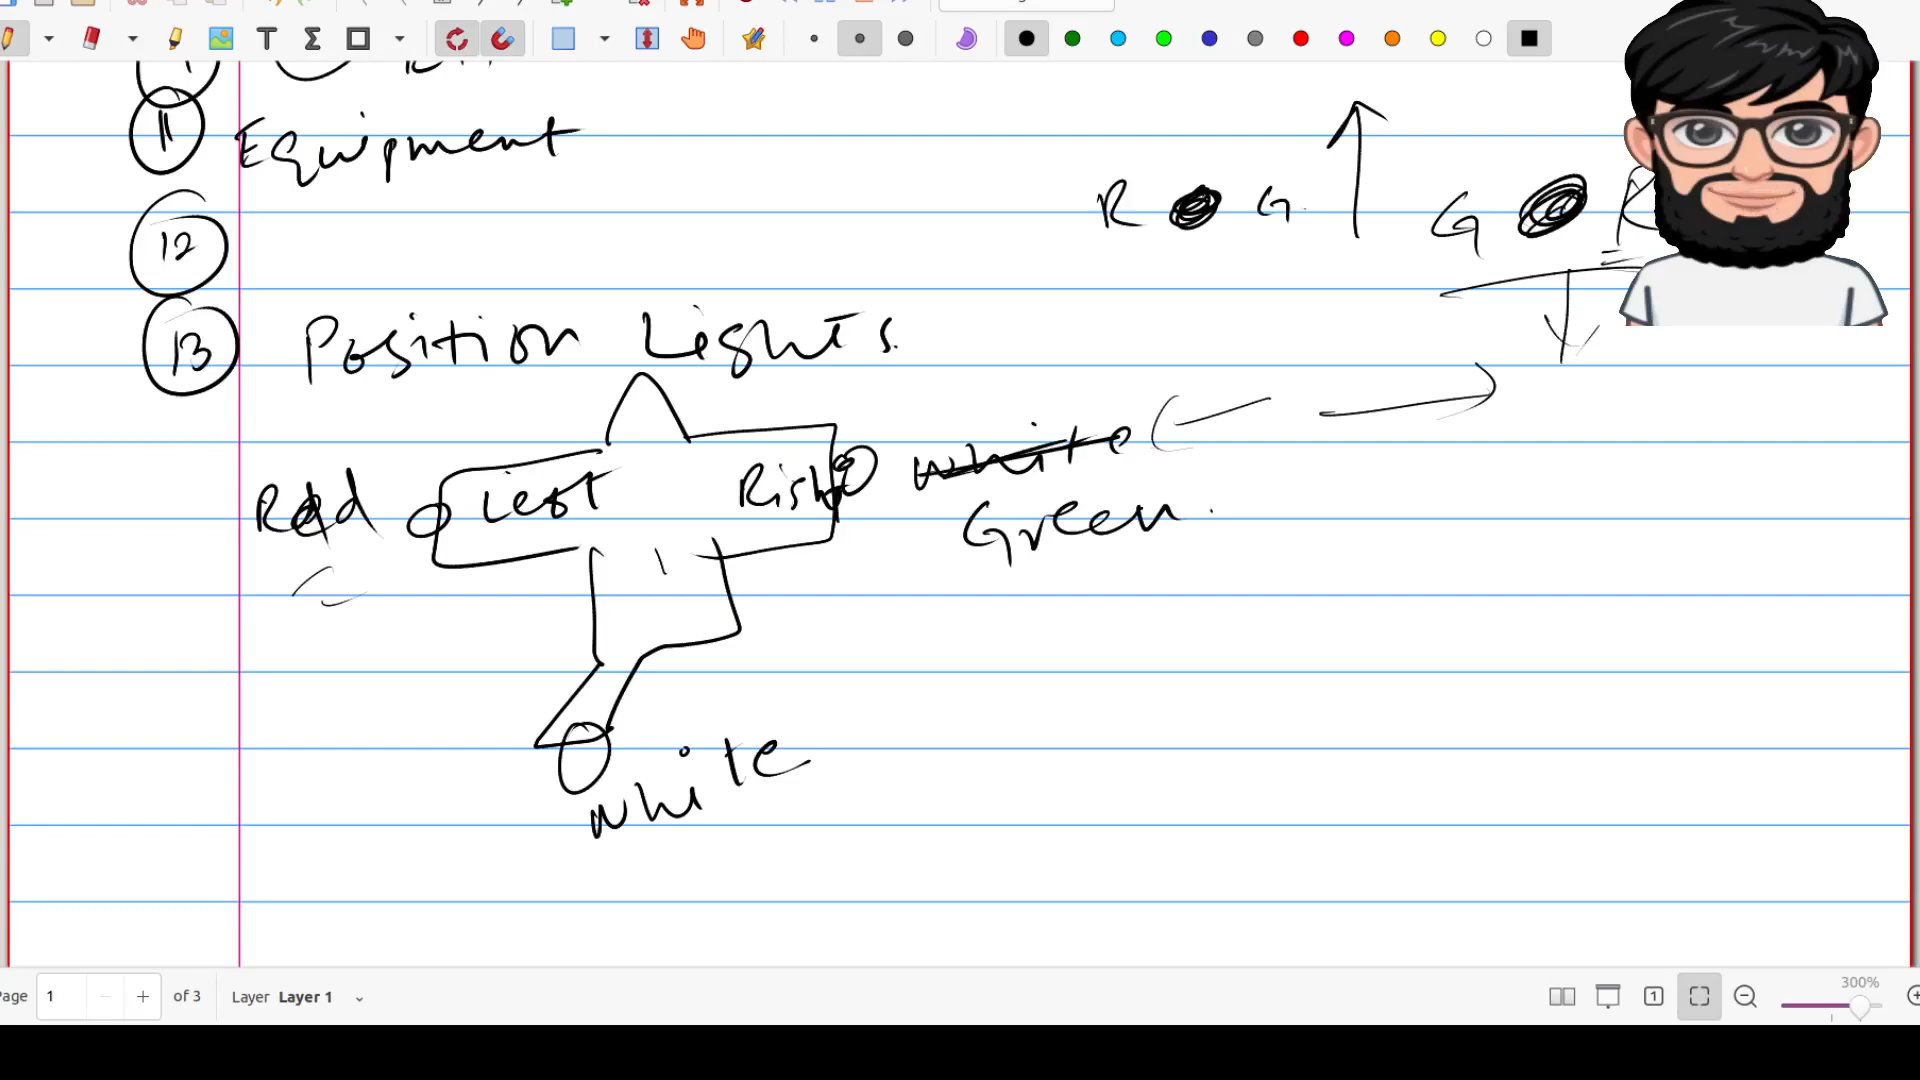 11 Equipment
R G G
12
13 Position Lights.
Red Left Right White
Green.
White
Page 1 of 3 Layer Layer 1 300%